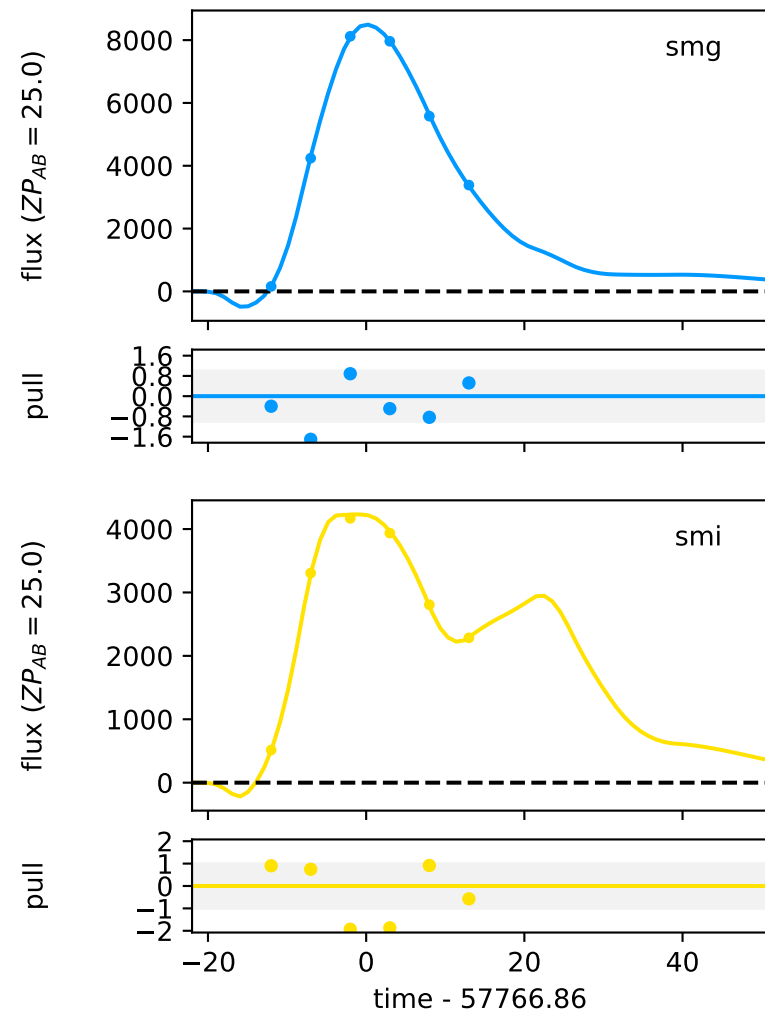 smg
flux (ZP_AB = 25.0)
8000
6000
4000
2000
0
pull
1.6
0.8
0.0
−0.8
−1.6
smi
flux (ZP_AB = 25.0)
4000
3000
2000
1000
0
pull
2
1
0
−1
−2
−20 0 20 40
time - 57766.86